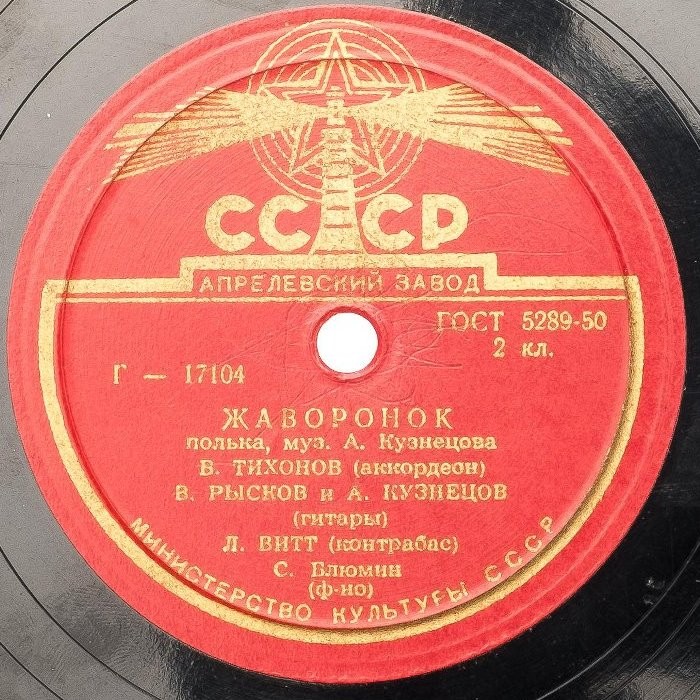 СССР
АПРЕЛЕВСКИЙ ЗАВОД
ГОСТ 5289-50
2 кл.
Г — 17104
ЖАВОРОНОК
полька, муз. А. Кузнецова
В. ТИХОНОВ (аккордеон)
В. РЫСКОВ и А. КУЗНЕЦОВ
(гитары)
Л. ВИТТ (контрабас)
С. Блюмин
(ф-но)
МИНИСТЕРСТВО КУЛЬТУРЫ СССР